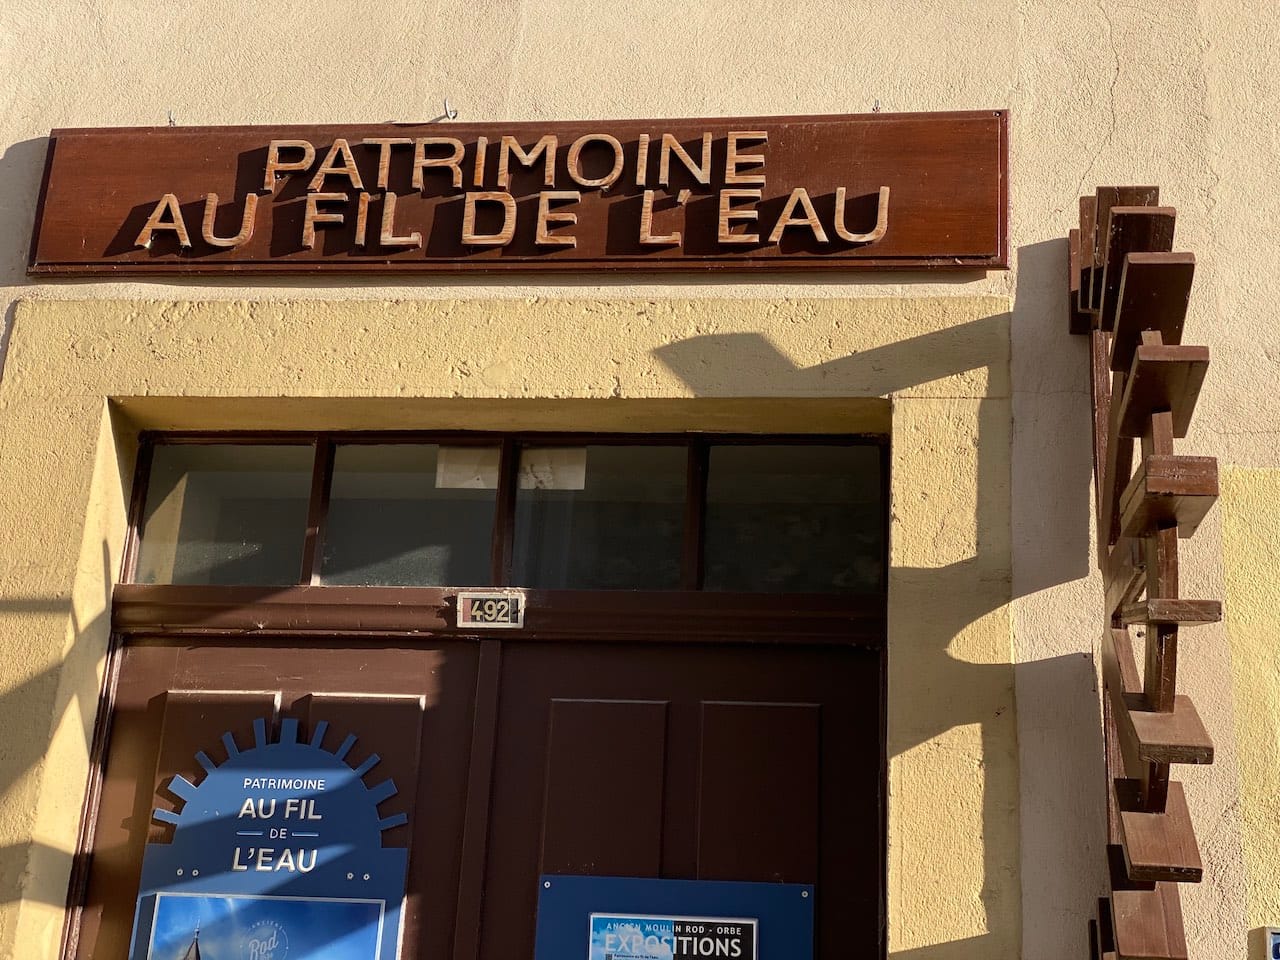 PATRIMOINE
AU FIL DE L'EAU
492
PATRIMOINE
AU FIL
DE
L'EAU
Rod
ANCIEN MOULIN ROD - ORBE
EXPOSITIONS